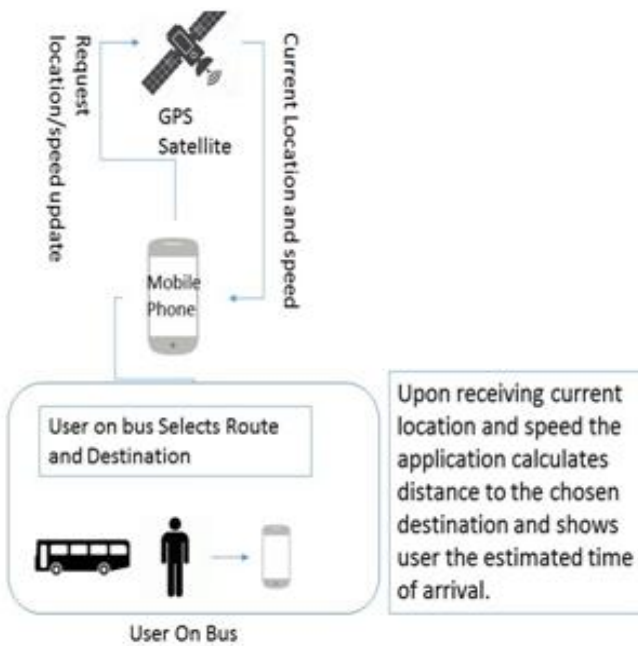 Request
location/speed update
GPS
Satellite
Current Location and speed
Mobile
Phone
User on bus Selects Route
and Destination
User On Bus
Upon receiving current
location and speed the
application calculates
distance to the chosen
destination and shows
user the estimated time
of arrival.